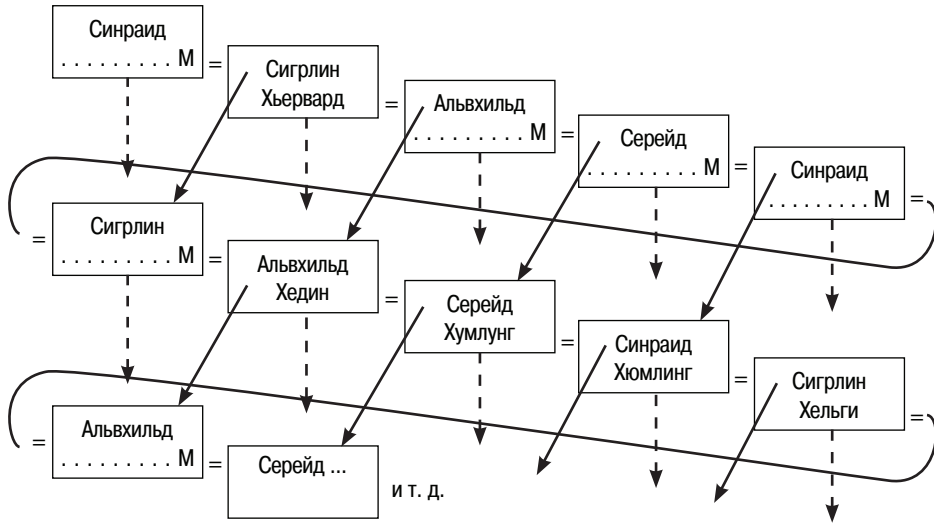 Синраид
. . . . . . . . . М =
Сигрлин
Хьервард =
Альвхильд
. . . . . . . . . М =
Серейд
. . . . . . . . . М =
Синраид
. . . . . . . . . М =
= Сигрлин
. . . . . . . . . М =
Альвхильд
Хедин =
Серейд
Хумлунг =
Синраид
Хюмлинг =
Сигрлин
Хельги =
= Альвхильд
. . . . . . . . . М =
Серейд ...
и т. д.